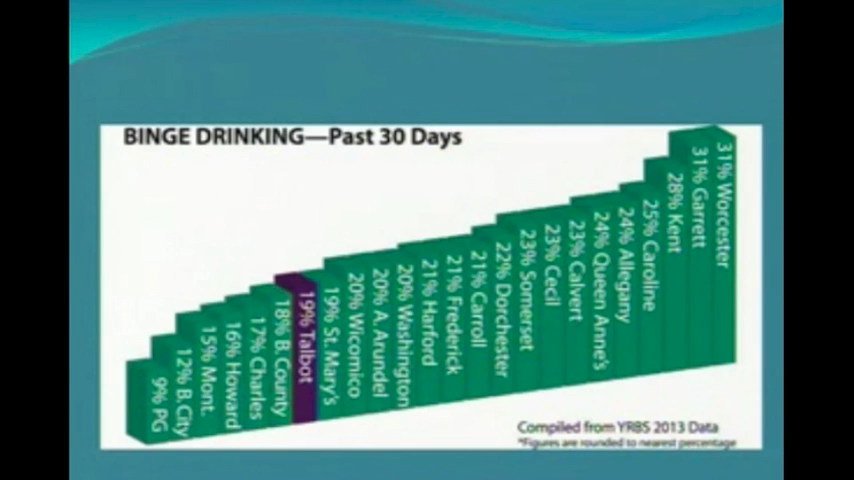 BINGE DRINKING—Past 30 Days
9% PG
12% B. City
15% Mont.
16% Howard
17% Charles
18% B. County
19% Talbot
19% St. Mary's
20% Wicomico
20% A. Arundel
20% Washington
21% Harford
21% Frederick
21% Carroll
22% Dorchester
23% Somerset
23% Cecil
23% Calvert
24% Queen Anne's
24% Allegany
25% Caroline
28% Kent
31% Garrett
31% Worcester
Compiled from YRBS 2013 Data
*Figures are rounded to nearest percentage